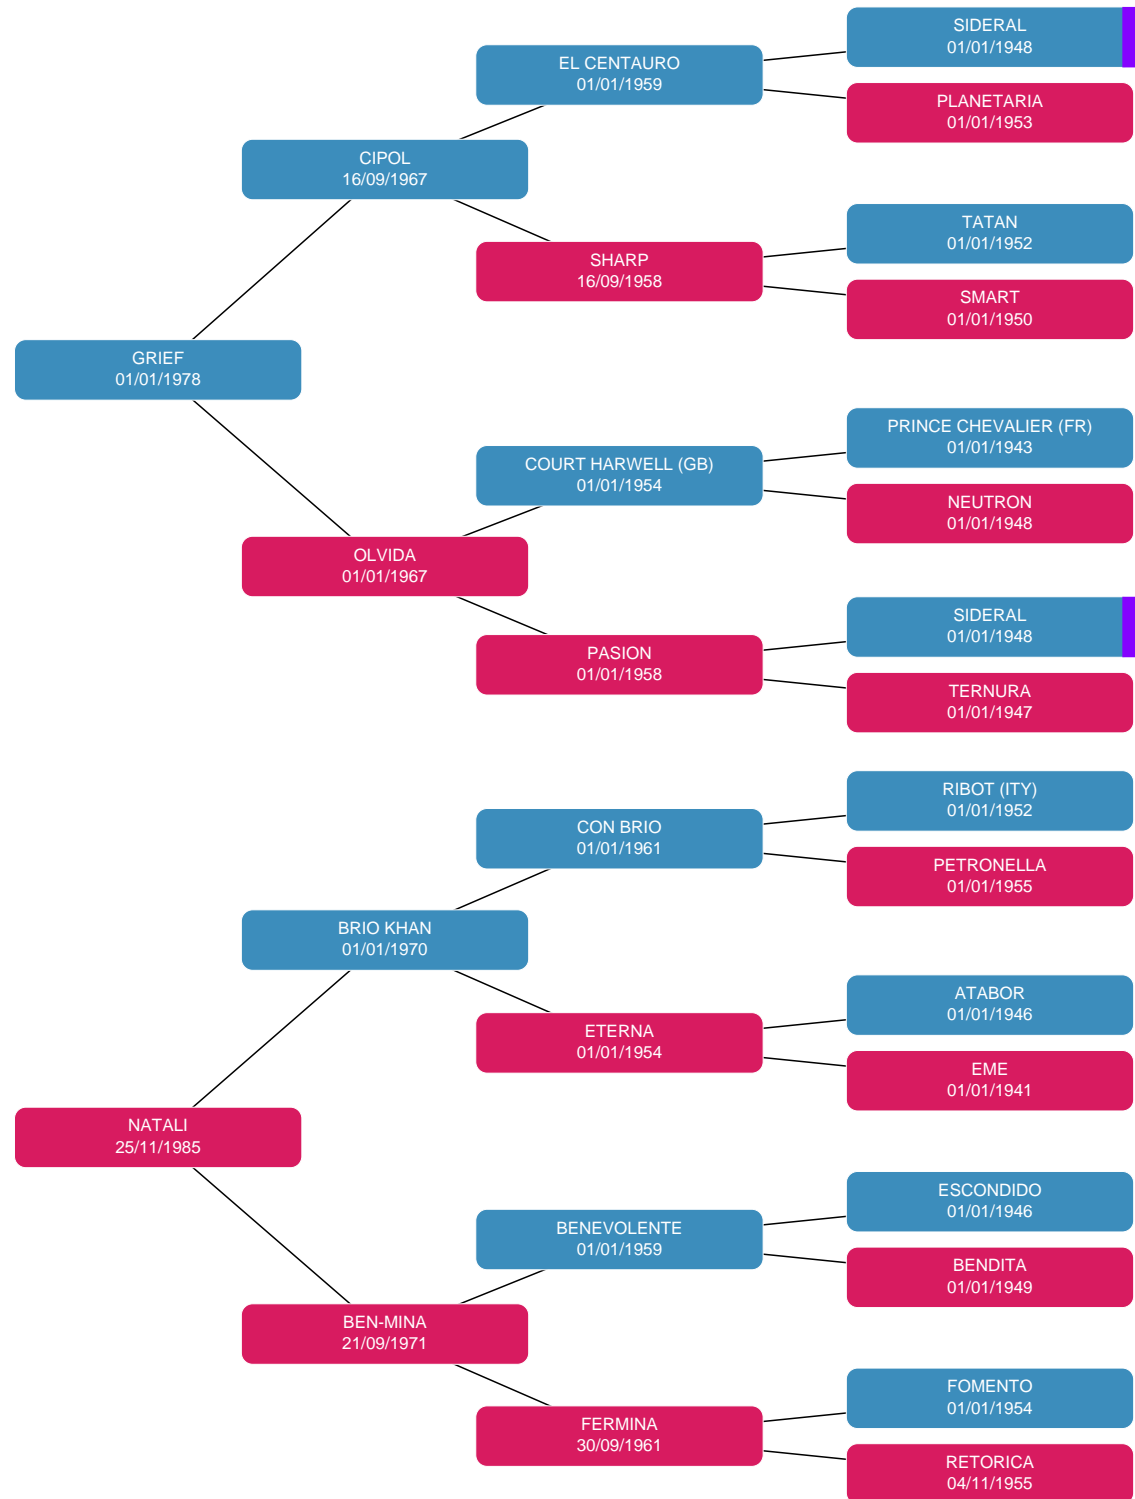 SIDERAL
01/01/1948
EL CENTAURO
01/01/1959
PLANETARIA
01/01/1953
CIPOL
16/09/1967
TATAN
01/01/1952
SHARP
16/09/1958
SMART
01/01/1950
GRIEF
01/01/1978
PRINCE CHEVALIER (FR)
01/01/1943
COURT HARWELL (GB)
01/01/1954
NEUTRON
01/01/1948
OLVIDA
01/01/1967
SIDERAL
01/01/1948
PASION
01/01/1958
TERNURA
01/01/1947
RIBOT (ITY)
01/01/1952
CON BRIO
01/01/1961
PETRONELLA
01/01/1955
BRIO KHAN
01/01/1970
ATABOR
01/01/1946
ETERNA
01/01/1954
EME
01/01/1941
NATALI
25/11/1985
ESCONDIDO
01/01/1946
BENEVOLENTE
01/01/1959
BENDITA
01/01/1949
BEN-MINA
21/09/1971
FOMENTO
01/01/1954
FERMINA
30/09/1961
RETORICA
04/11/1955